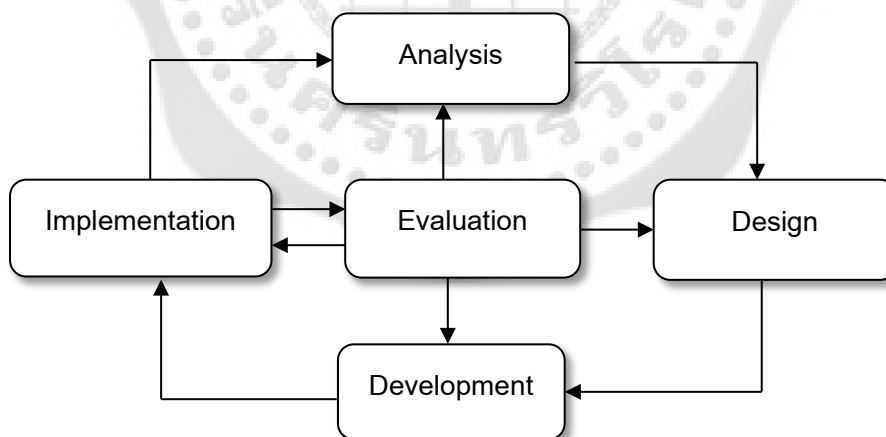 Analysis
Implementation
Evaluation
Design
Development